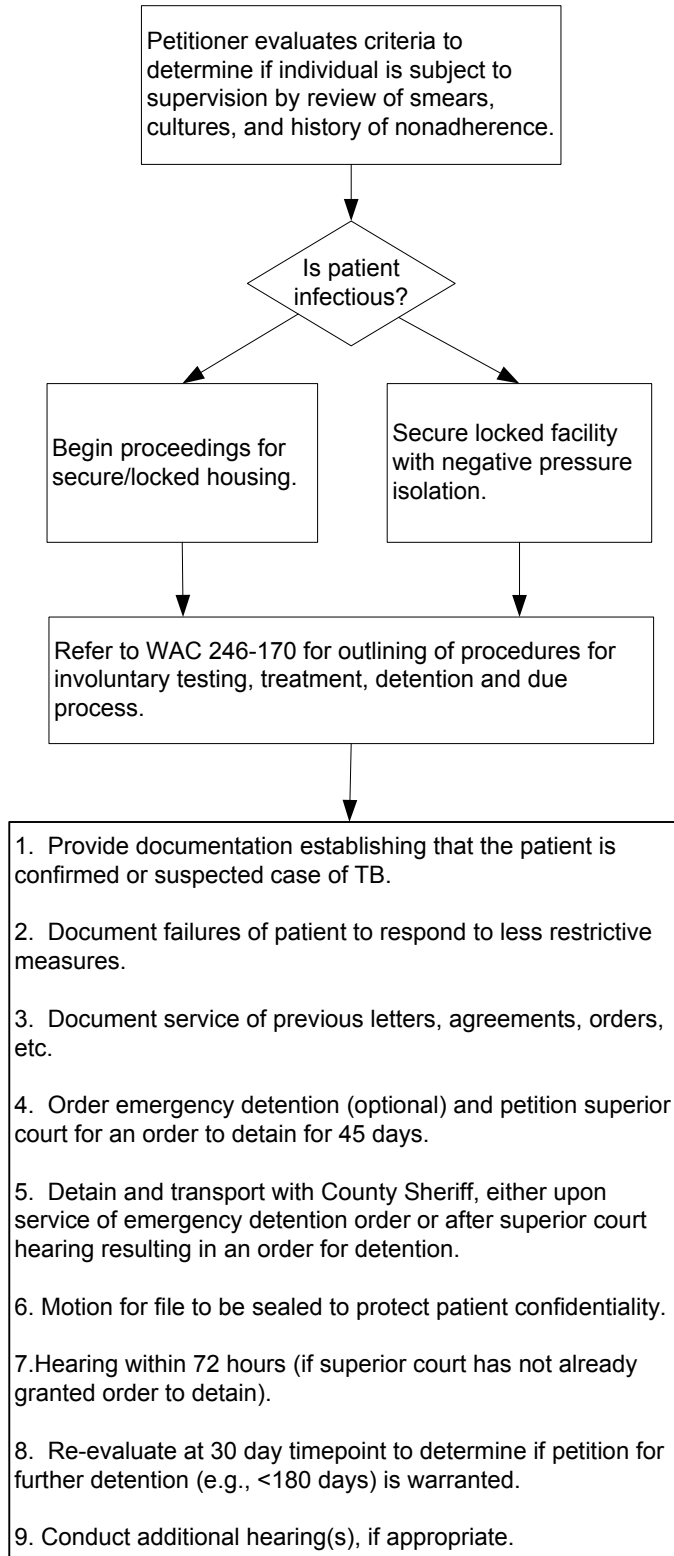 Petitioner evaluates criteria to
determine if individual is subject to
supervision by review of smears,
cultures, and history of nonadherence.
Is patient
infectious?
Begin proceedings for
secure/locked housing.
Secure locked facility
with negative pressure
isolation.
Refer to WAC 246-170 for outlining of procedures for
involuntary testing, treatment, detention and due
process.
1.  Provide documentation establishing that the patient is
confirmed or suspected case of TB.
2.  Document failures of patient to respond to less restrictive
measures.
3.  Document service of previous letters, agreements, orders,
etc.
4.  Order emergency detention (optional) and petition superior
court for an order to detain for 45 days.
5.  Detain and transport with County Sheriff, either upon
service of emergency detention order or after superior court
hearing resulting in an order for detention.
6. Motion for file to be sealed to protect patient confidentiality.
7.Hearing within 72 hours (if superior court has not already
granted order to detain).
8.  Re-evaluate at 30 day timepoint to determine if petition for
further detention (e.g., <180 days) is warranted.
9. Conduct additional hearing(s), if appropriate.